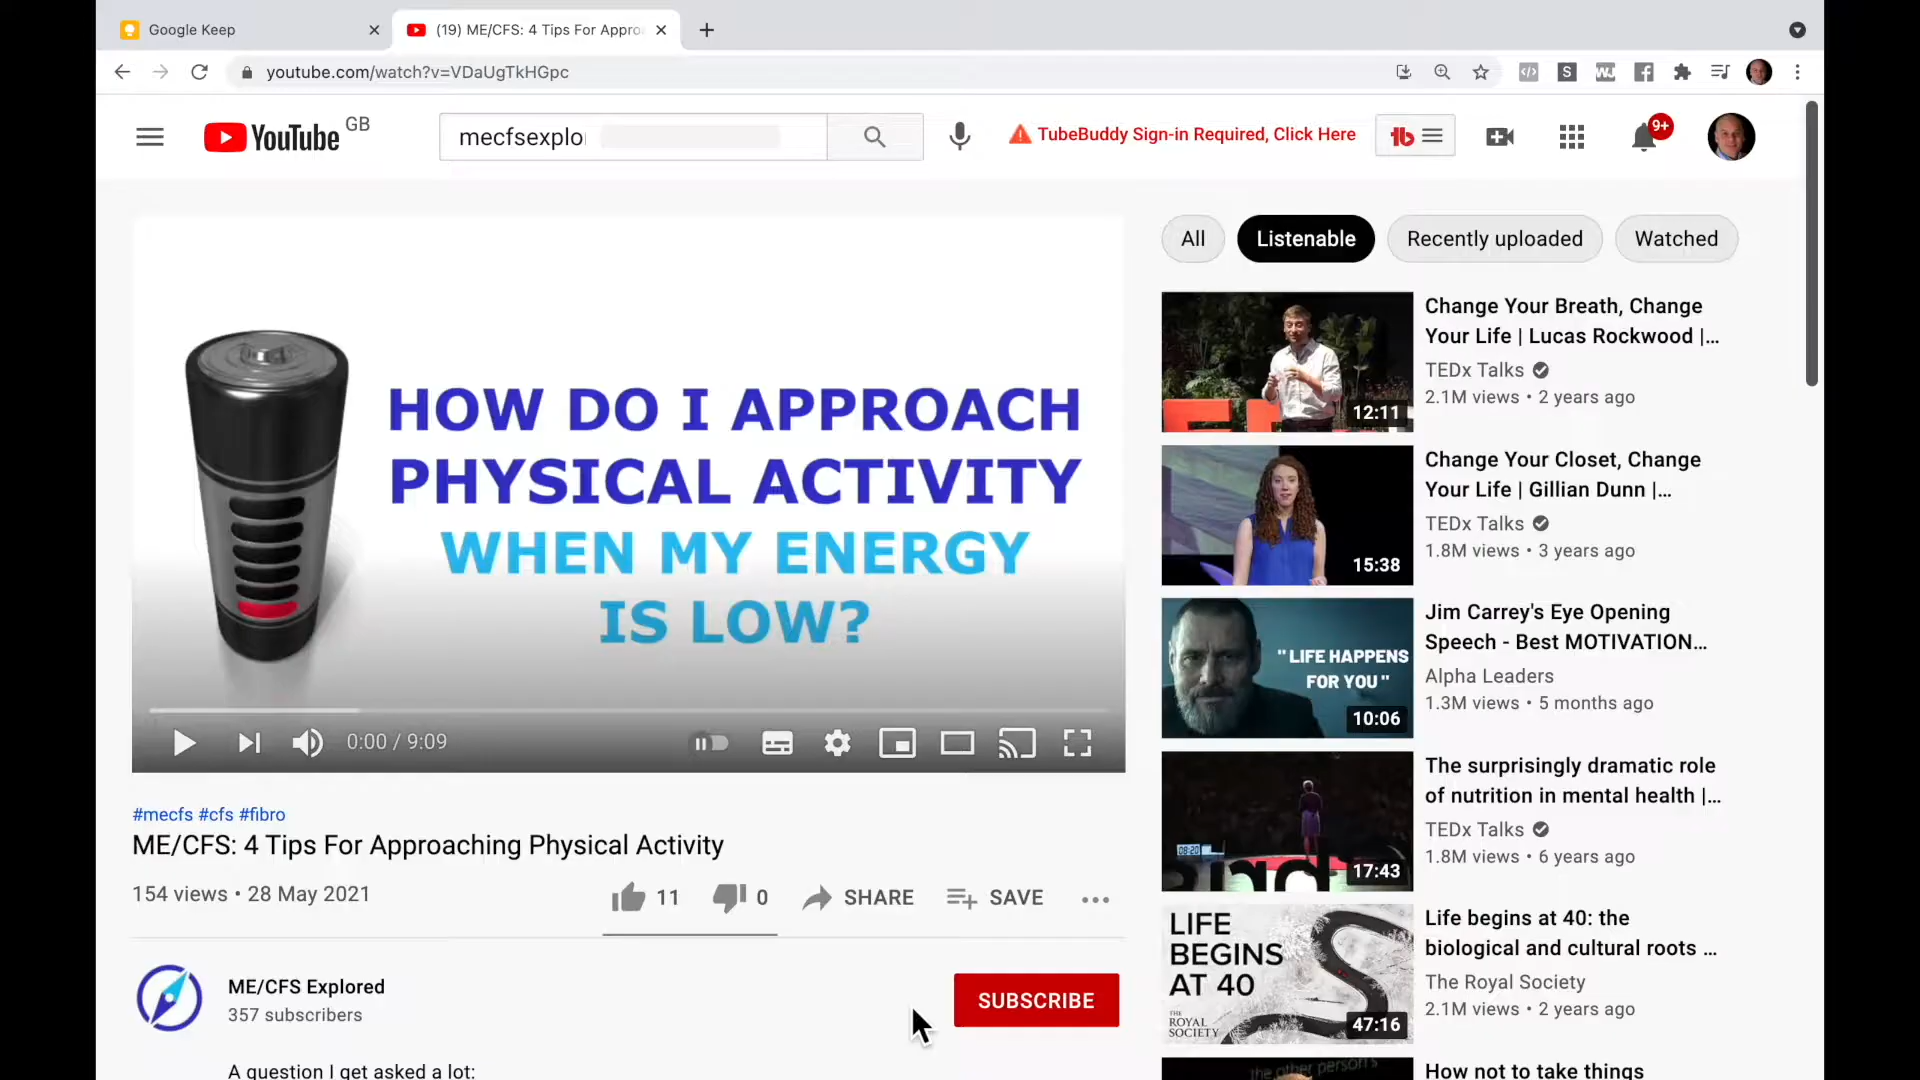 Google Keep
(19) ME/CFS: 4 Tips For Appro
youtube.com/watch?v=VDaUgTkHGpc
YouTube GB
mecfsexplo
TubeBuddy Sign-in Required, Click Here
9+
All
Listenable
Recently uploaded
Watched
HOW DO I APPROACH
PHYSICAL ACTIVITY
WHEN MY ENERGY
IS LOW?
0:00 / 9:09
#mecfs #cfs #fibro
ME/CFS: 4 Tips For Approaching Physical Activity
154 views • 28 May 2021
11
0
SHARE
SAVE
ME/CFS Explored
357 subscribers
SUBSCRIBE
A question I get asked a lot:
12:11
Change Your Breath, Change
Your Life | Lucas Rockwood |...
TEDx Talks
2.1M views • 2 years ago
15:38
Change Your Closet, Change
Your Life | Gillian Dunn |...
TEDx Talks
1.8M views • 3 years ago
"LIFE HAPPENS
FOR YOU"
10:06
Jim Carrey's Eye Opening
Speech - Best MOTIVATION...
Alpha Leaders
1.3M views • 5 months ago
08:20
17:43
The surprisingly dramatic role
of nutrition in mental health |...
TEDx Talks
1.8M views • 6 years ago
LIFE
BEGINS
AT 40
THE
ROYAL
SOCIETY
47:16
Life begins at 40: the
biological and cultural roots ...
The Royal Society
2.1M views • 2 years ago
the other person's
How not to take things